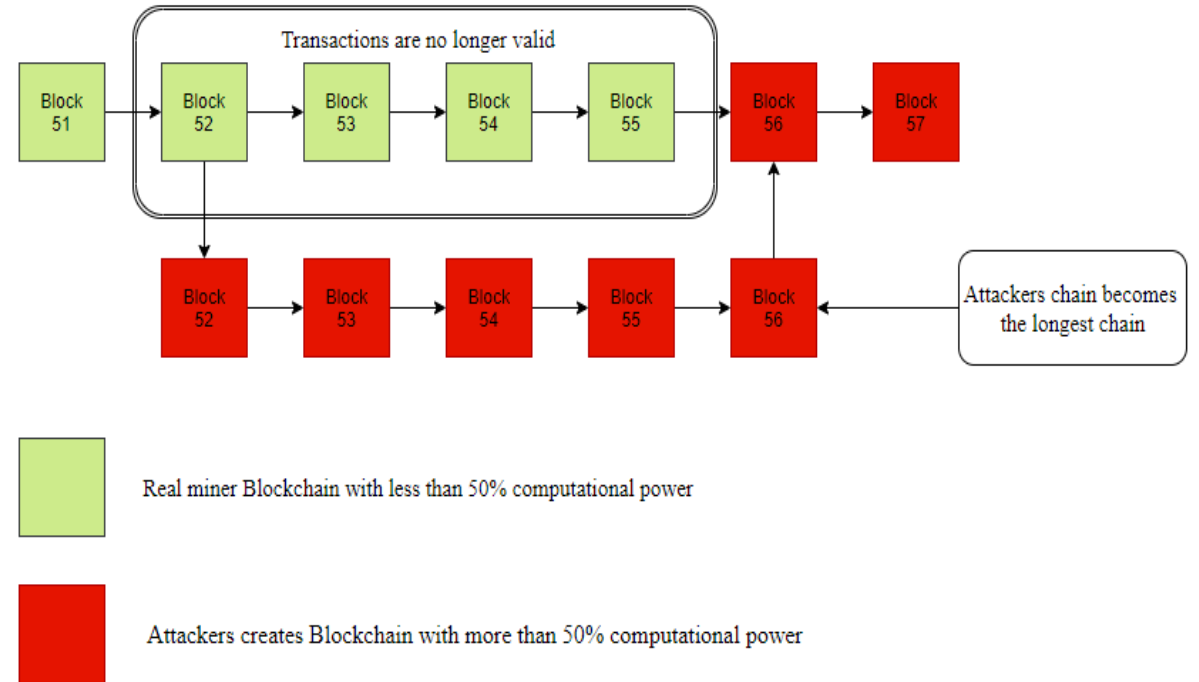 Transactions are no longer valid
Block
51
Block
52
Block
53
Block
54
Block
55
Block
56
Block
57
Block
52
Block
53
Block
54
Block
55
Block
56
Attackers chain becomes
the longest chain
Real miner Blockchain with less than 50% computational power
Attackers creates Blockchain with more than 50% computational power